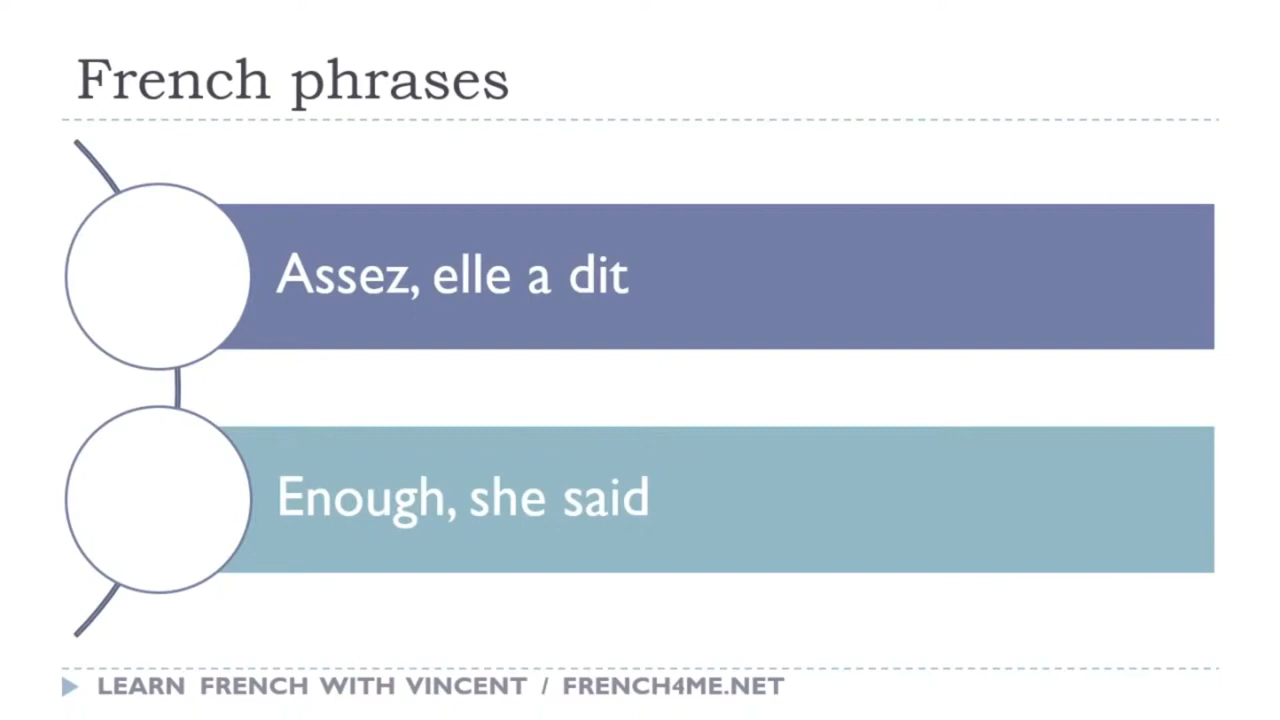 French phrases
Assez, elle a dit
Enough, she said
LEARN FRENCH WITH VINCENT / FRENCH4ME.NET